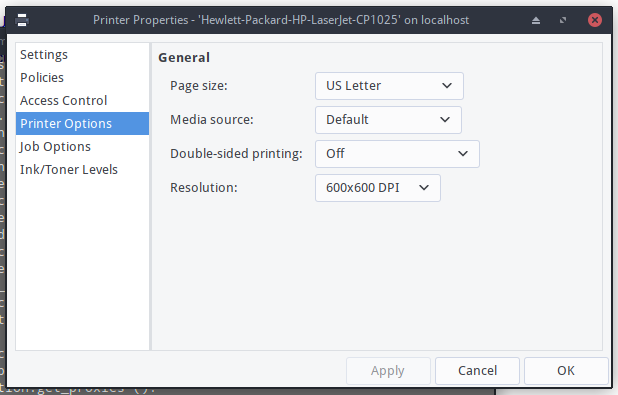 Printer Properties - 'Hewlett-Packard-HP-LaserJet-CP1025' on localhost
Settings
Policies
Access Control
Printer Options
Job Options
Ink/Toner Levels
General
Page size: US Letter
Media source: Default
Double-sided printing: Off
Resolution: 600x600 DPI
Apply Cancel OK
tion.get_proxies ():